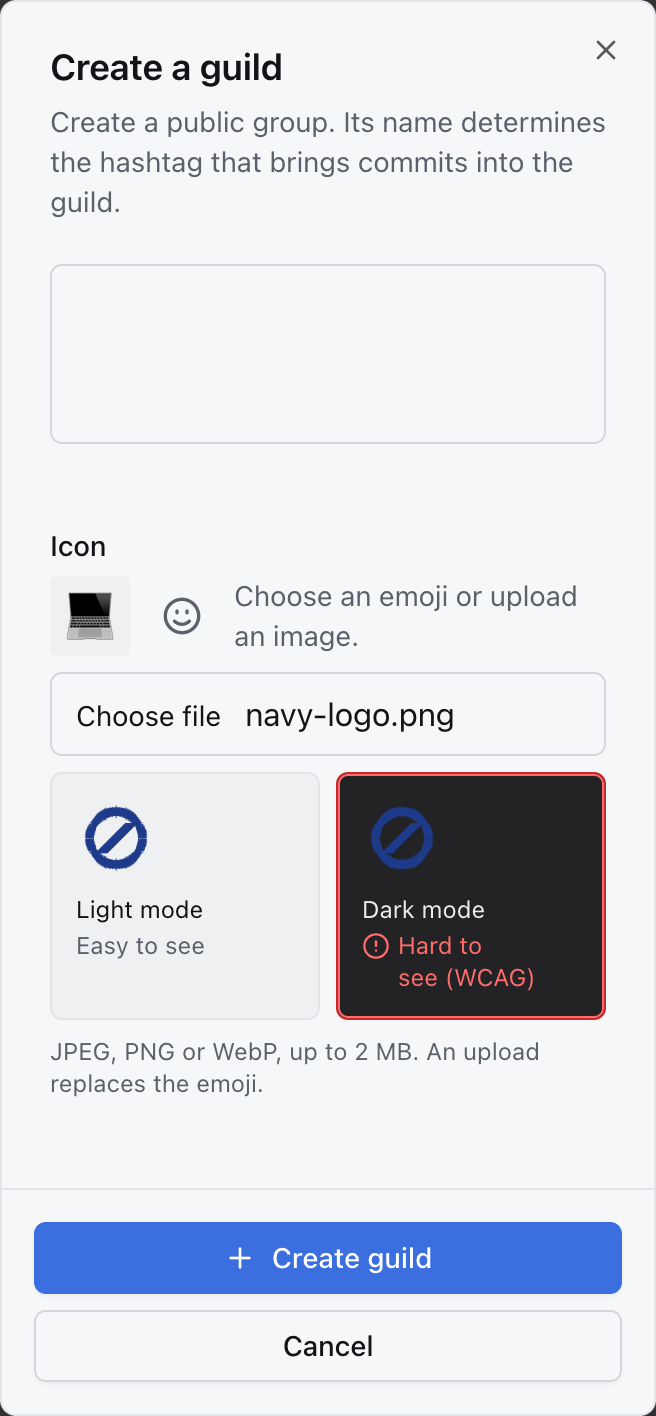 Create a guild
Create a public group. Its name determines
the hashtag that brings commits into the
guild.
Icon
Choose an emoji or upload
an image.
Choose file navy-logo.png
Light mode
Easy to see
Dark mode
Hard to
see (WCAG)
JPEG, PNG or WebP, up to 2 MB. An upload
replaces the emoji.
Create guild
Cancel